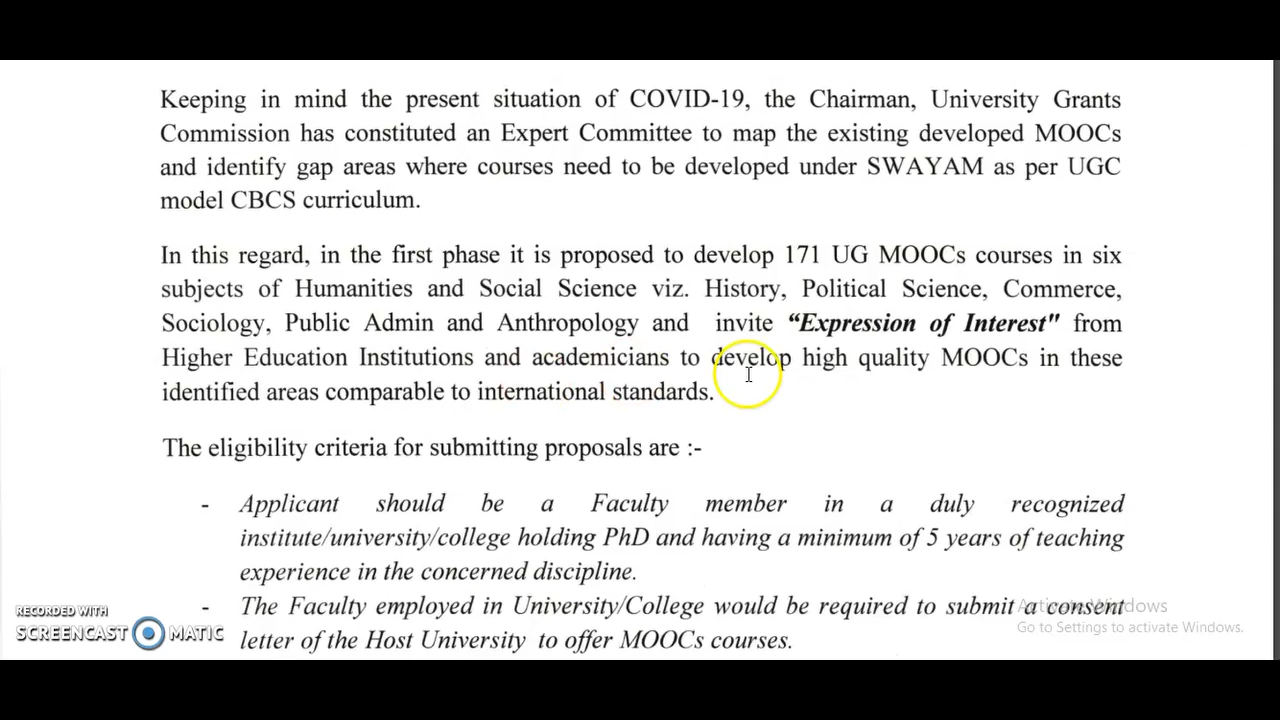 Keeping in mind the present situation of COVID-19, the Chairman, University Grants
Commission has constituted an Expert Committee to map the existing developed MOOCs
and identify gap areas where courses need to be developed under SWAYAM as per UGC
model CBCS curriculum.
In this regard, in the first phase it is proposed to develop 171 UG MOOCs courses in six
subjects of Humanities and Social Science viz. History, Political Science, Commerce,
Sociology, Public Admin and Anthropology and invite “Expression of Interest" from
Higher Education Institutions and academicians to develop high quality MOOCs in these
identified areas comparable to international standards.
The eligibility criteria for submitting proposals are :-
- Applicant should be a Faculty member in a duly recognized
institute/university/college holding PhD and having a minimum of 5 years of teaching
experience in the concerned discipline.
- The Faculty employed in University/College would be required to submit a consent
letter of the Host University to offer MOOCs courses.
RECORDED WITH
SCREENCAST MATIC
Activate Windows
Go to Settings to activate Windows.